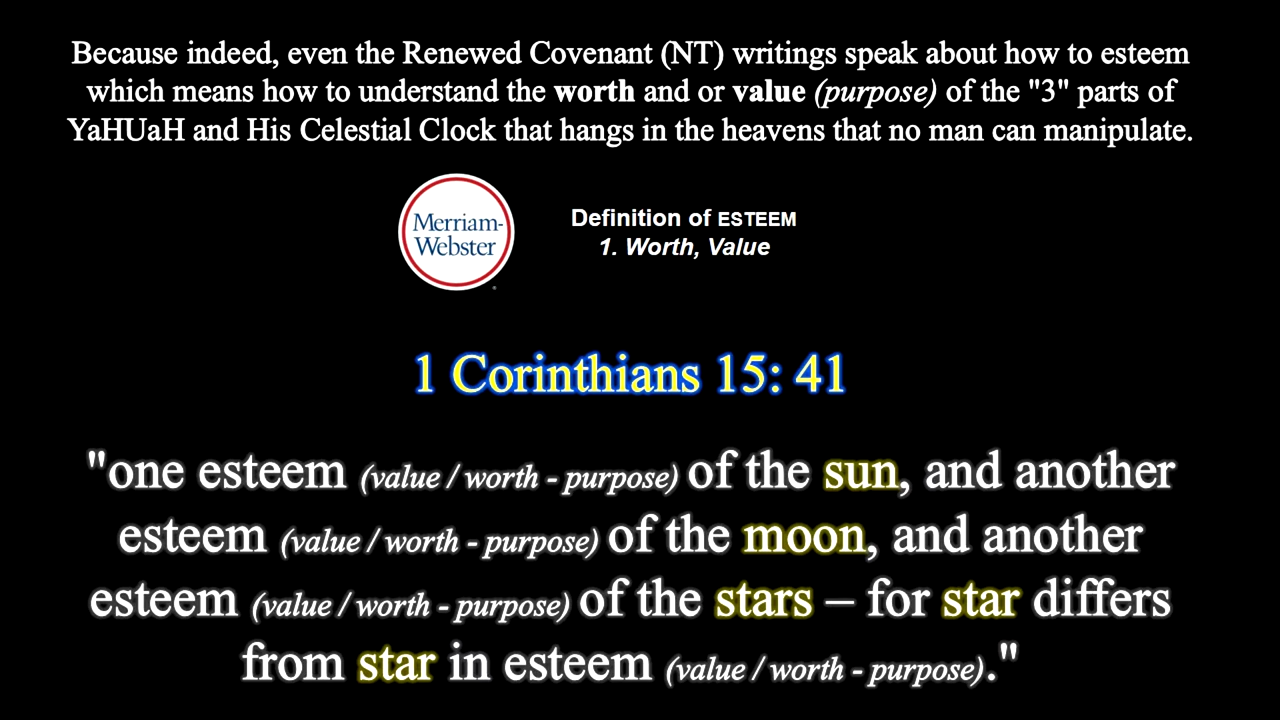 Because indeed, even the Renewed Covenant (NT) writings speak about how to esteem
which means how to understand the worth and or value (purpose) of the "3" parts of
YaHUaH and His Celestial Clock that hangs in the heavens that no man can manipulate.
Merriam-
Webster
Definition of ESTEEM
1. Worth, Value
1 Corinthians 15: 41
"one esteem (value / worth - purpose) of the sun, and another
esteem (value / worth - purpose) of the moon, and another
esteem (value / worth - purpose) of the stars – for star differs
from star in esteem (value / worth - purpose)."